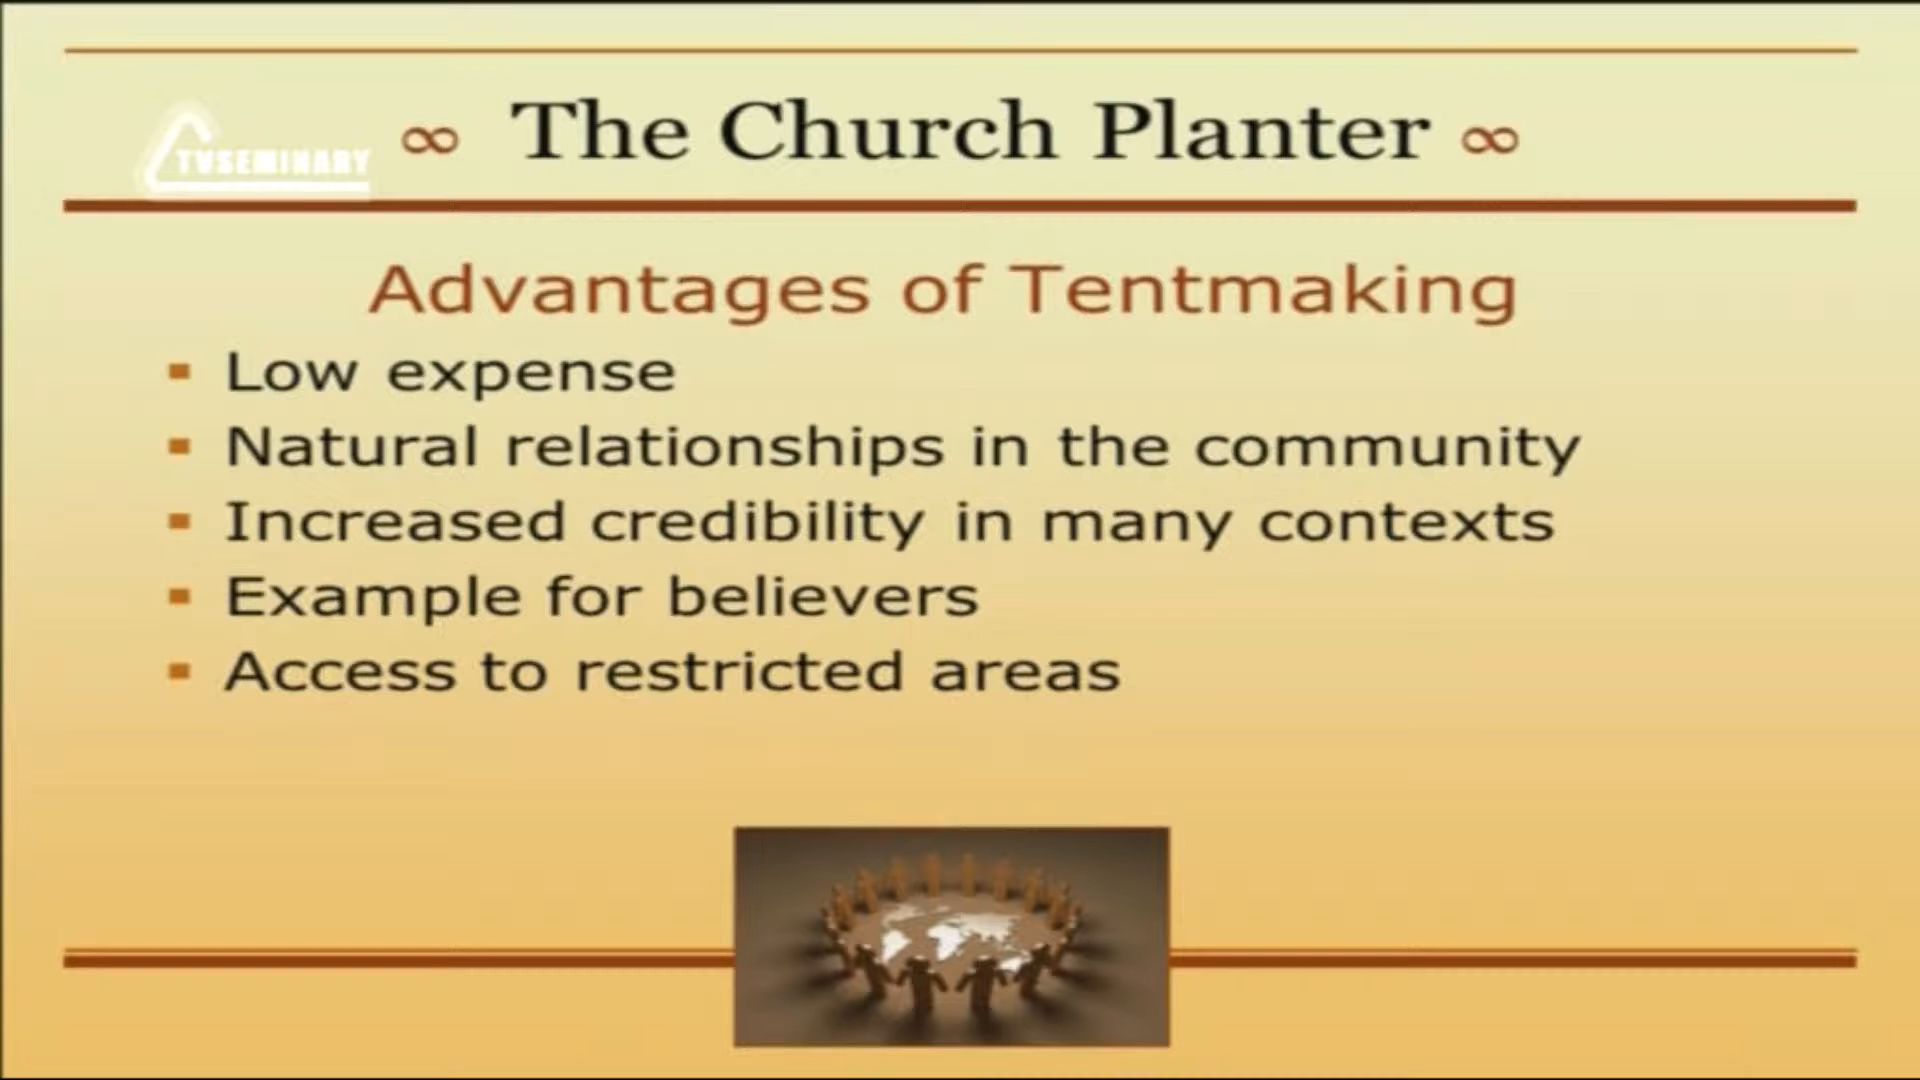 TVSEMINARY
∞ The Church Planter ∞
Advantages of Tentmaking
▪ Low expense
▪ Natural relationships in the community
▪ Increased credibility in many contexts
▪ Example for believers
▪ Access to restricted areas